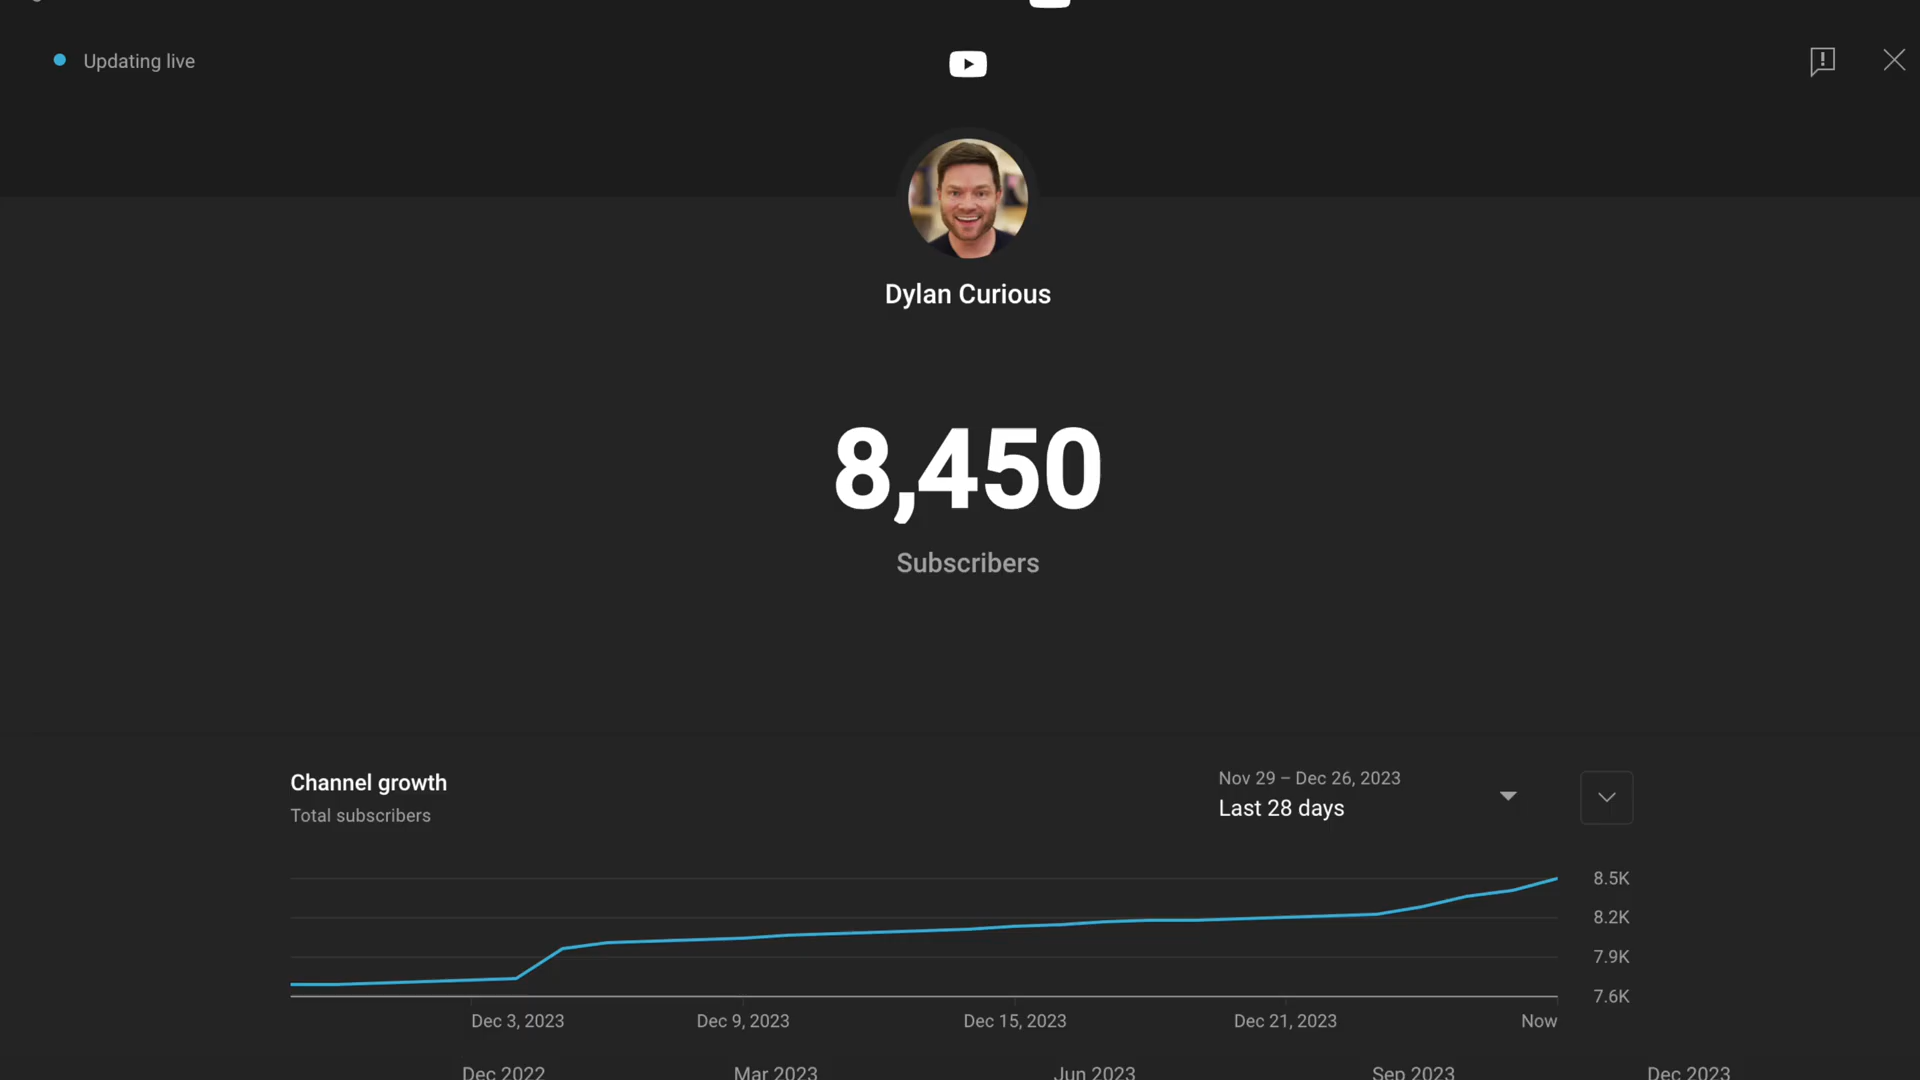 Updating live
Dylan Curious
8,450
Subscribers
Channel growth
Total subscribers
Nov 29 – Dec 26, 2023
Last 28 days
8.5K
8.2K
7.9K
7.6K
Dec 3, 2023 Dec 9, 2023 Dec 15, 2023 Dec 21, 2023 Now
Dec 2022 Mar 2023 Jun 2023 Sep 2023 Dec 2023